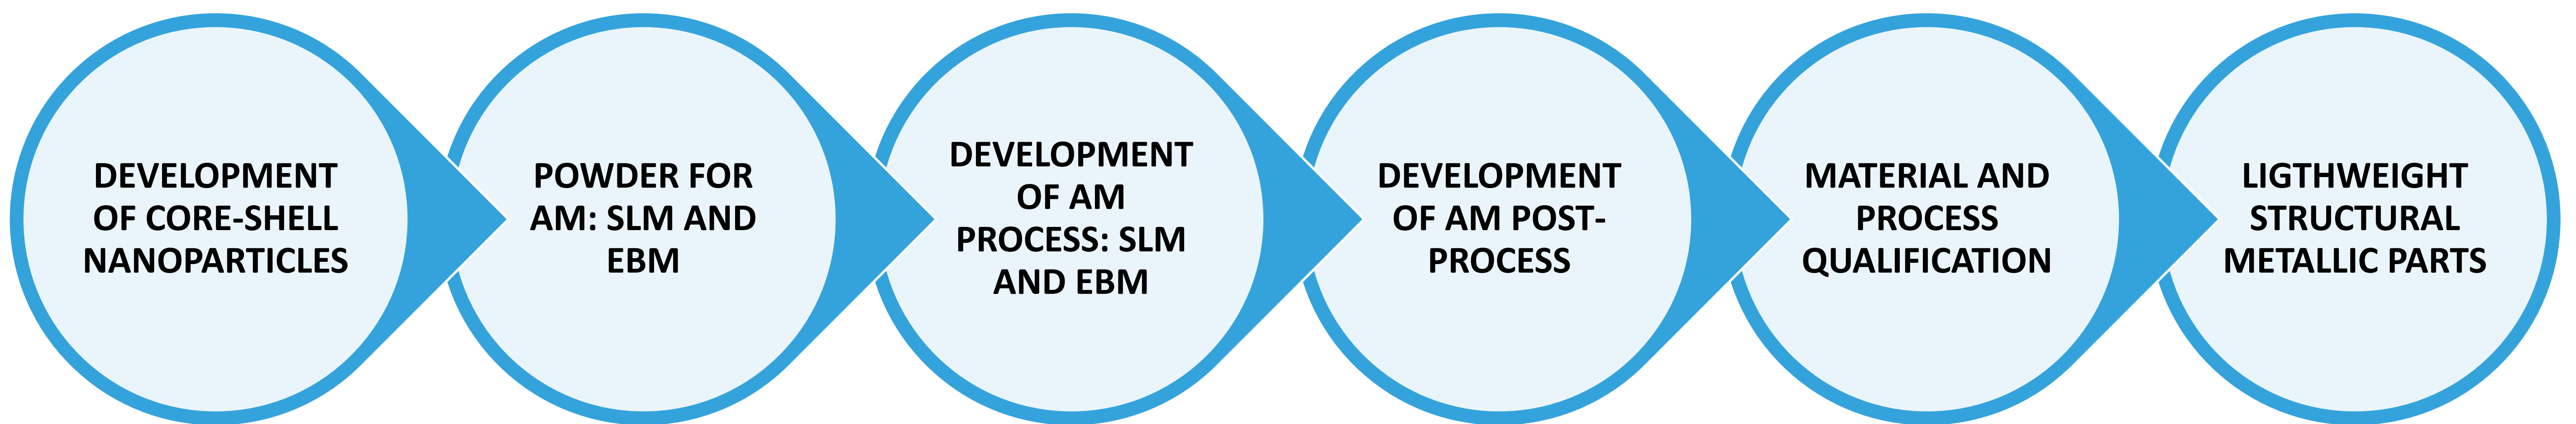 DEVELOPMENT
OF CORE-SHELL
NANOPARTICLES
POWDER FOR
AM: SLM AND
EBM
DEVELOPMENT
OF AM
PROCESS: SLM
AND EBM
DEVELOPMENT
OF AM POST-
PROCESS
MATERIAL AND
PROCESS
QUALIFICATION
LIGTHWEIGHT
STRUCTURAL
METALLIC PARTS